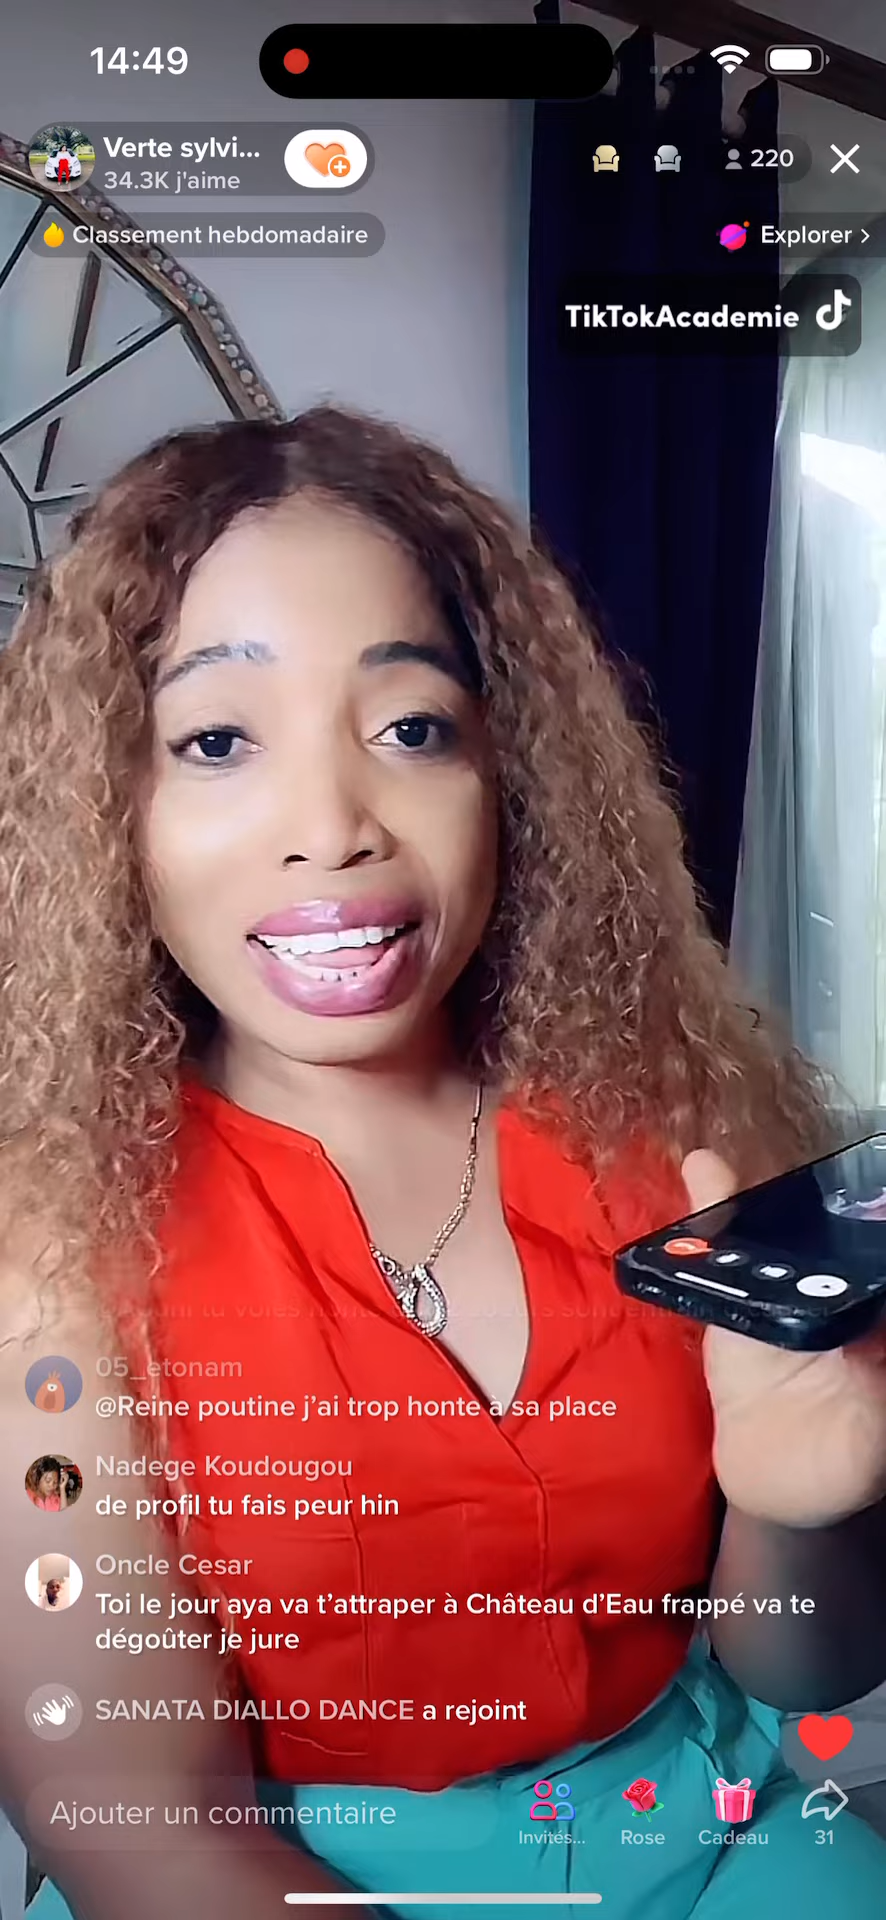 14:49
Verte sylvi...
34.3K j'aime
220
Classement hebdomadaire
Explorer >
TikTokAcademie
05_etonam
@Reine poutine j'ai trop honte à sa place
Nadege Koudougou
de profil tu fais peur hin
Oncle Cesar
Toi le jour aya va t'attraper à Château d'Eau frappé va te
dégoûter je jure
SANATA DIALLO DANCE a rejoint
Ajouter un commentaire
Invités...
Rose
Cadeau
31